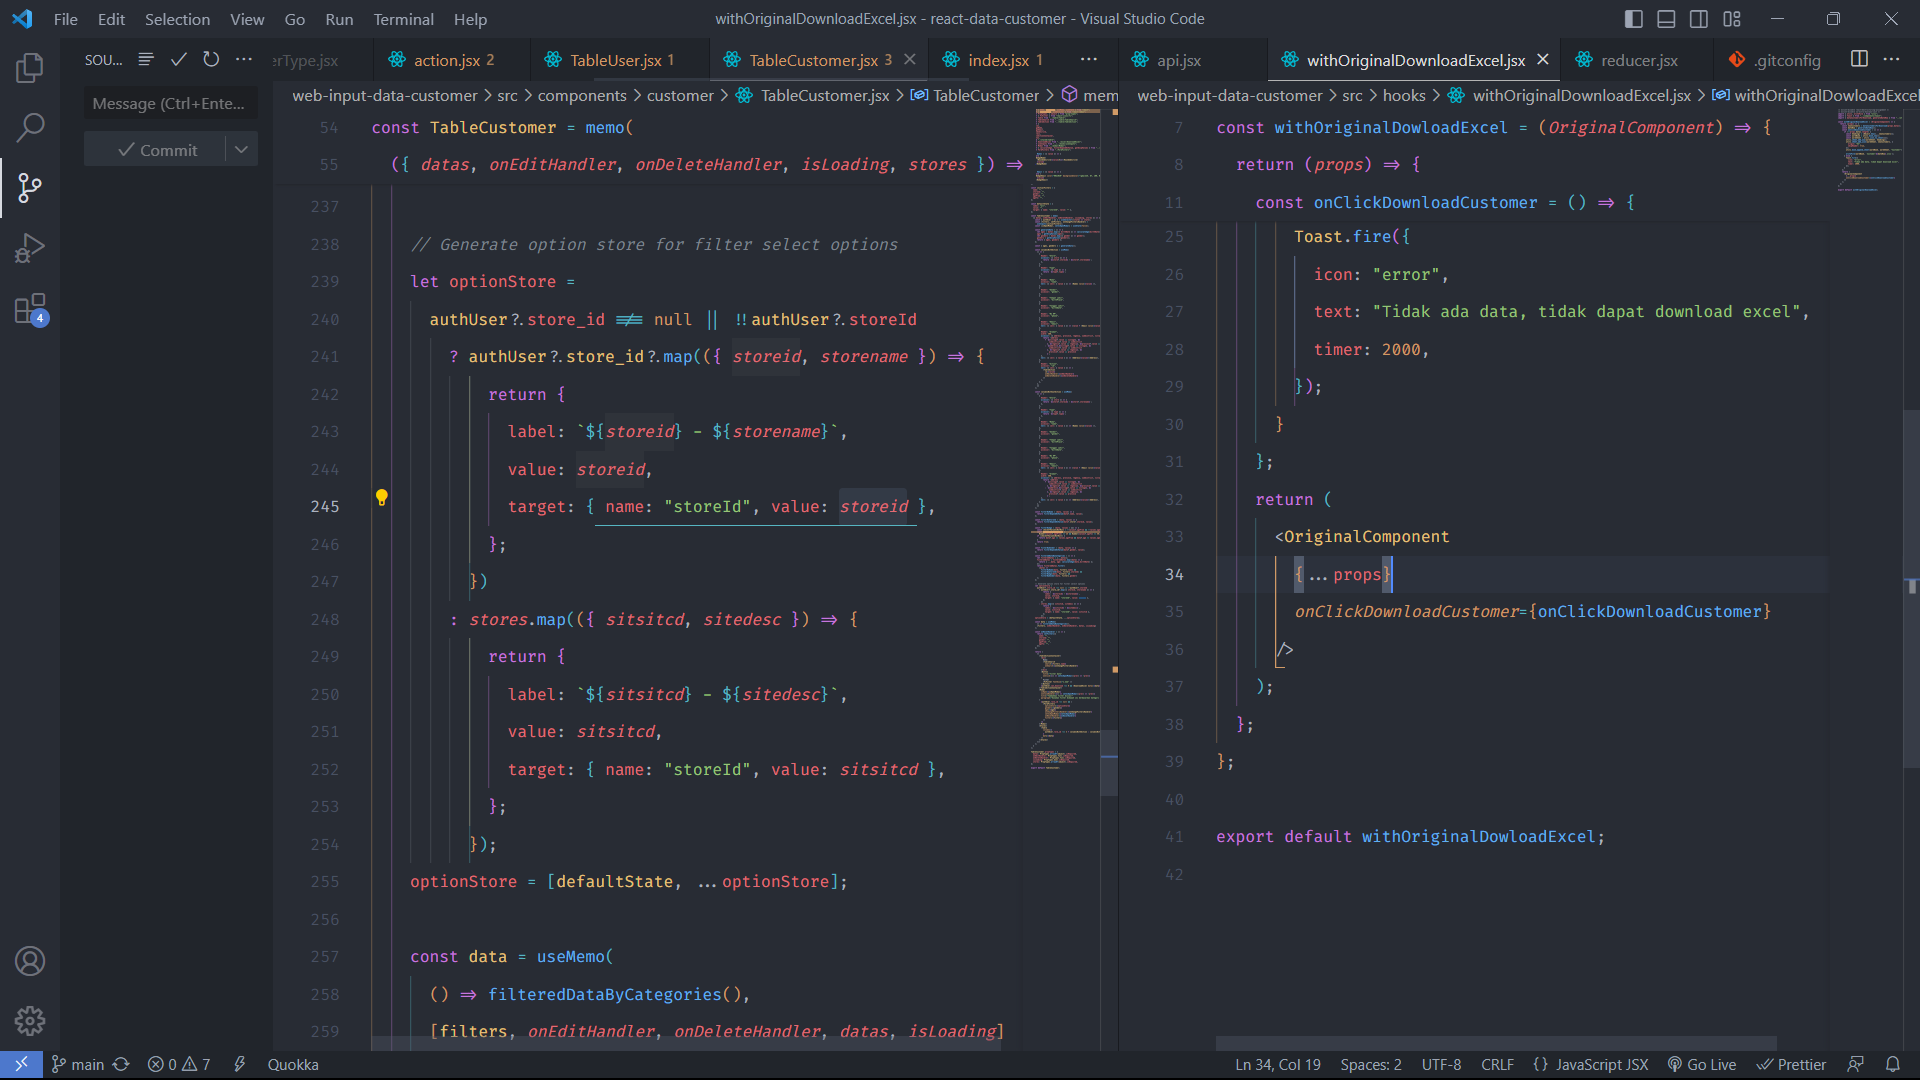 File Edit Selection View Go Run Terminal Help
withOriginalDownloadExcel.jsx - react-data-customer - Visual Studio Code
SOU...
Message (Ctrl+Ente...
Commit
4
erType.jsx
action.jsx 2
TableUser.jsx 1
TableCustomer.jsx 3
index.jsx 1
web-input-data-customer > src > components > customer > TableCustomer.jsx > TableCustomer > mem
54 const TableCustomer = memo(
55 ({ datas, onEditHandler, onDeleteHandler, isLoading, stores }) =>
237
238 // Generate option store for filter select options
239 let optionStore =
240 authUser?.store_id !== null || !!authUser?.storeId
241 ? authUser?.store_id?.map(({ storeid, storename }) => {
242 return {
243 label: `${storeid} - ${storename}`,
244 value: storeid,
245 target: { name: "storeId", value: storeid },
246 };
247 })
248 : stores.map(({ sitsitcd, sitedesc }) => {
249 return {
250 label: `${sitsitcd} - ${sitedesc}`,
251 value: sitsitcd,
252 target: { name: "storeId", value: sitsitcd },
253 };
254 });
255 optionStore = [defaultState, ...optionStore];
256
257 const data = useMemo(
258 () => filteredDataByCategories(),
259 [filters, onEditHandler, onDeleteHandler, datas, isLoading]
api.jsx
withOriginalDownloadExcel.jsx
reducer.jsx
.gitconfig
web-input-data-customer > src > hooks > withOriginalDownloadExcel.jsx > withOriginalDowloadExcel
7 const withOriginalDowloadExcel = (OriginalComponent) => {
8 return (props) => {
11 const onClickDownloadCustomer = () => {
25 Toast.fire({
26 icon: "error",
27 text: "Tidak ada data, tidak dapat download excel",
28 timer: 2000,
29 });
30 }
31 };
32 return (
33 <OriginalComponent
34 {...props}
35 onClickDownloadCustomer={onClickDownloadCustomer}
36 />
37 );
38 };
39 };
40
41 export default withOriginalDowloadExcel;
42
main 0 7 Quokka
Ln 34, Col 19 Spaces: 2 UTF-8 CRLF {} JavaScript JSX Go Live Prettier